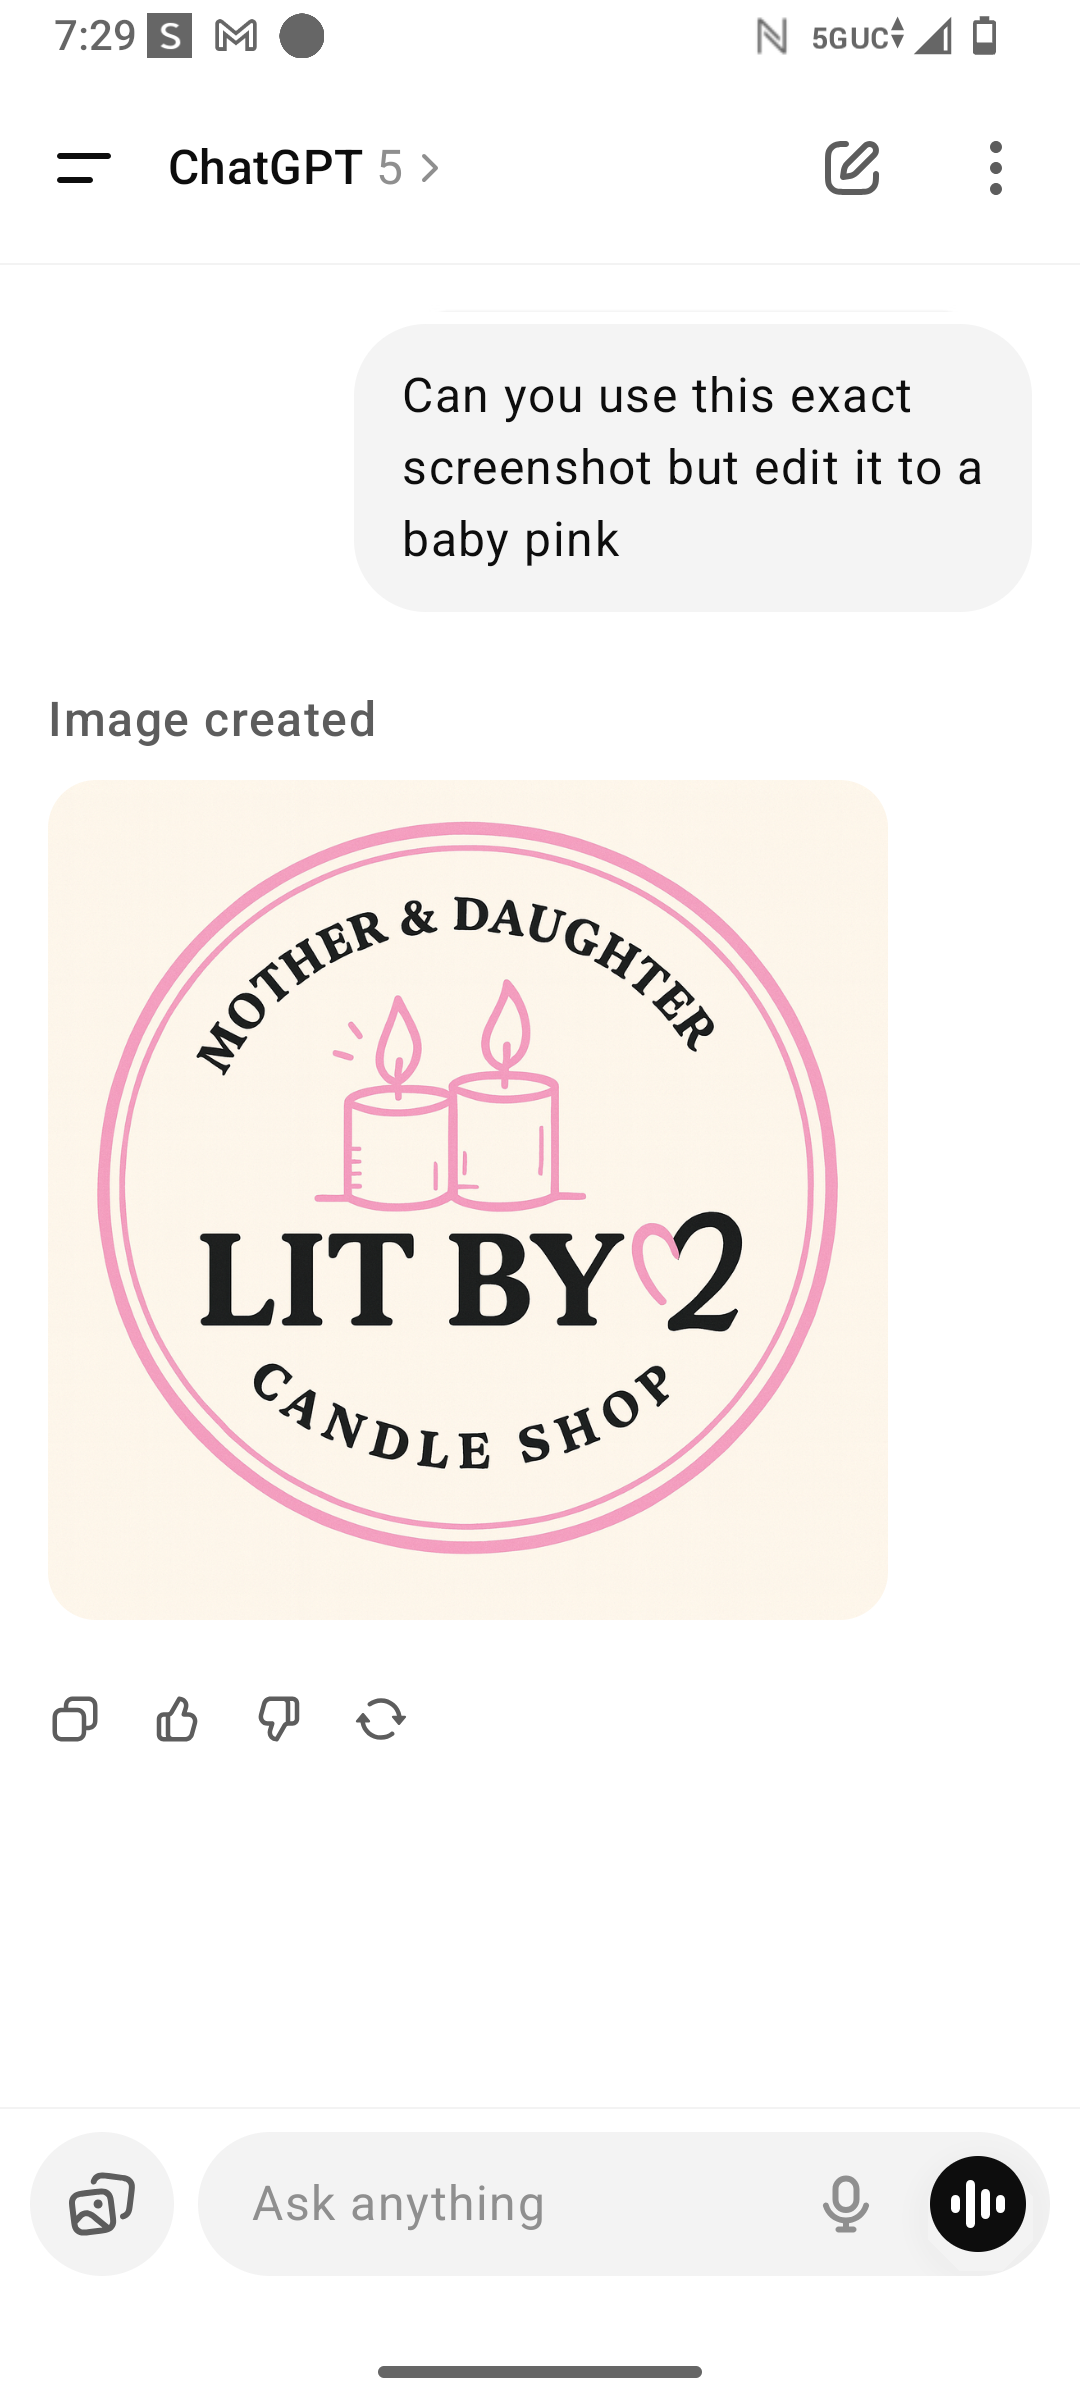 7:29 S 5GUC
ChatGPT 5 >
Can you use this exact
screenshot but edit it to a
baby pink
Image created
MOTHER & DAUGHTER
LIT BY 2
CANDLE SHOP
Ask anything